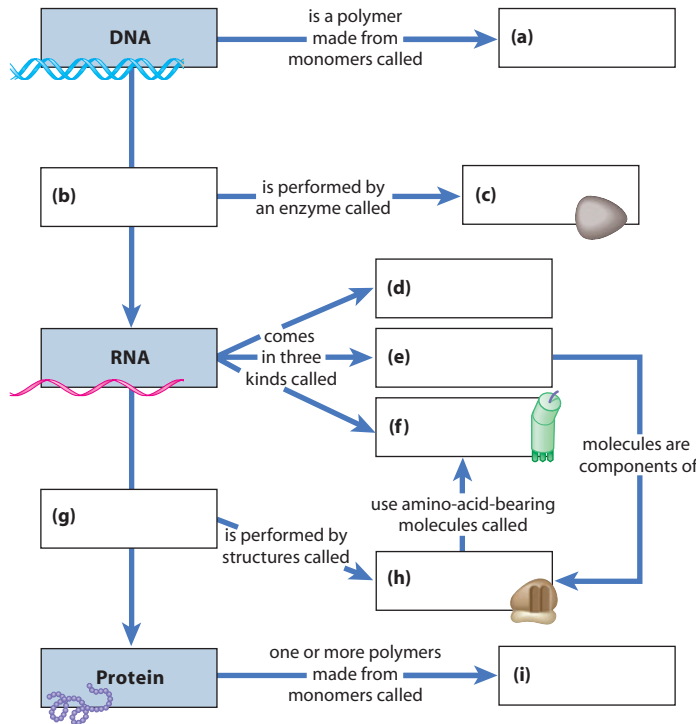 DNA
is a polymer
made from
monomers called
(a)
(b)
is performed by
an enzyme called
(c)
(d)
RNA
comes
in three
kinds called
(e)
(f)
molecules are
components of
use amino-acid-bearing
molecules called
(g)
is performed by
structures called
(h)
Protein
one or more polymers
made from
monomers called
(i)